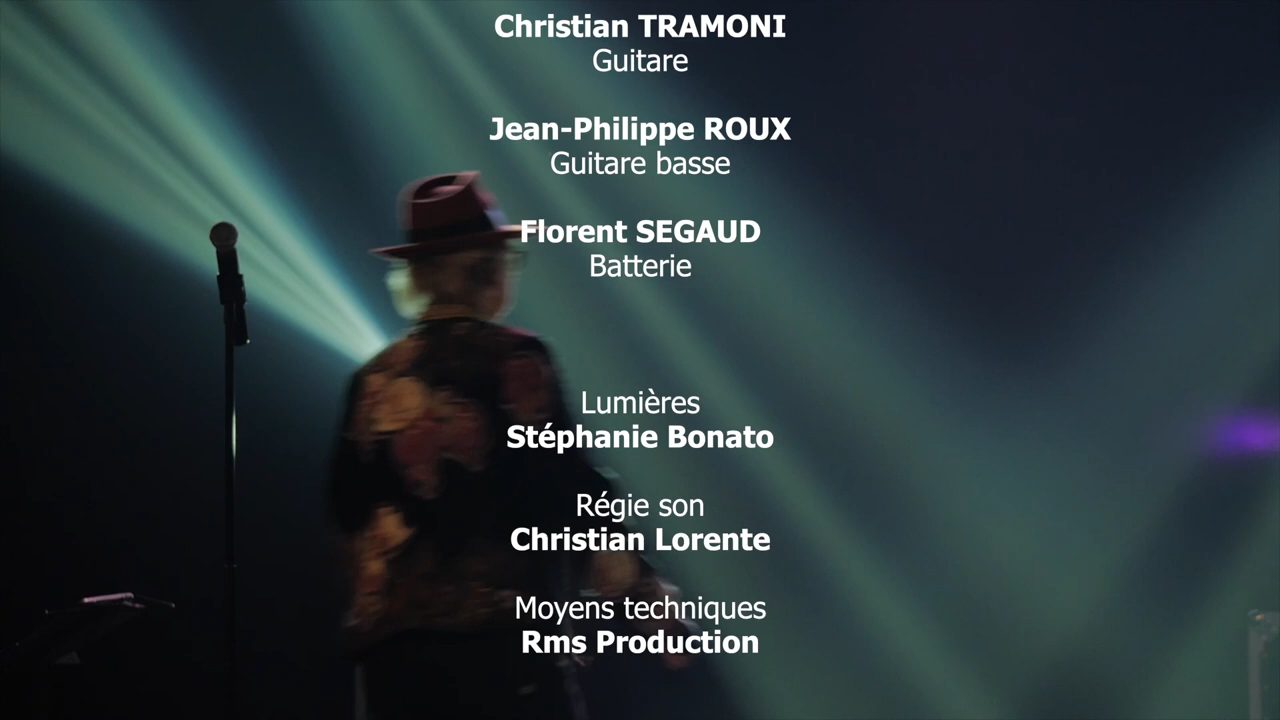 Christian TRAMONI
Guitare
Jean-Philippe ROUX
Guitare basse
Florent SEGAUD
Batterie
Lumières
Stéphanie Bonato
Régie son
Christian Lorente
Moyens techniques
Rms Production